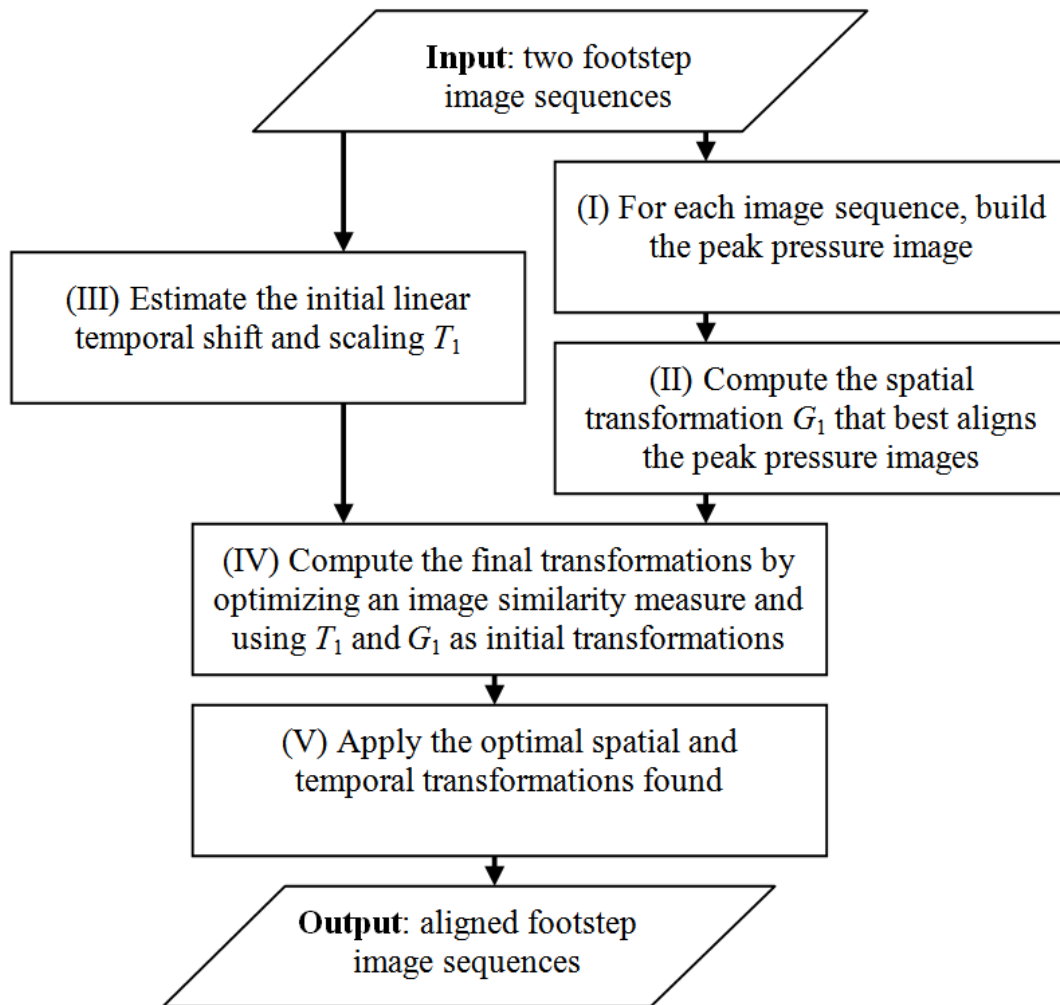 Input: two footstep
image sequences
(I) For each image sequence, build
the peak pressure image
(III) Estimate the initial linear
temporal shift and scaling T₁
(II) Compute the spatial
transformation G₁ that best aligns
the peak pressure images
(IV) Compute the final transformations by
optimizing an image similarity measure and
using T₁ and G₁ as initial transformations
(V) Apply the optimal spatial and
temporal transformations found
Output: aligned footstep
image sequences